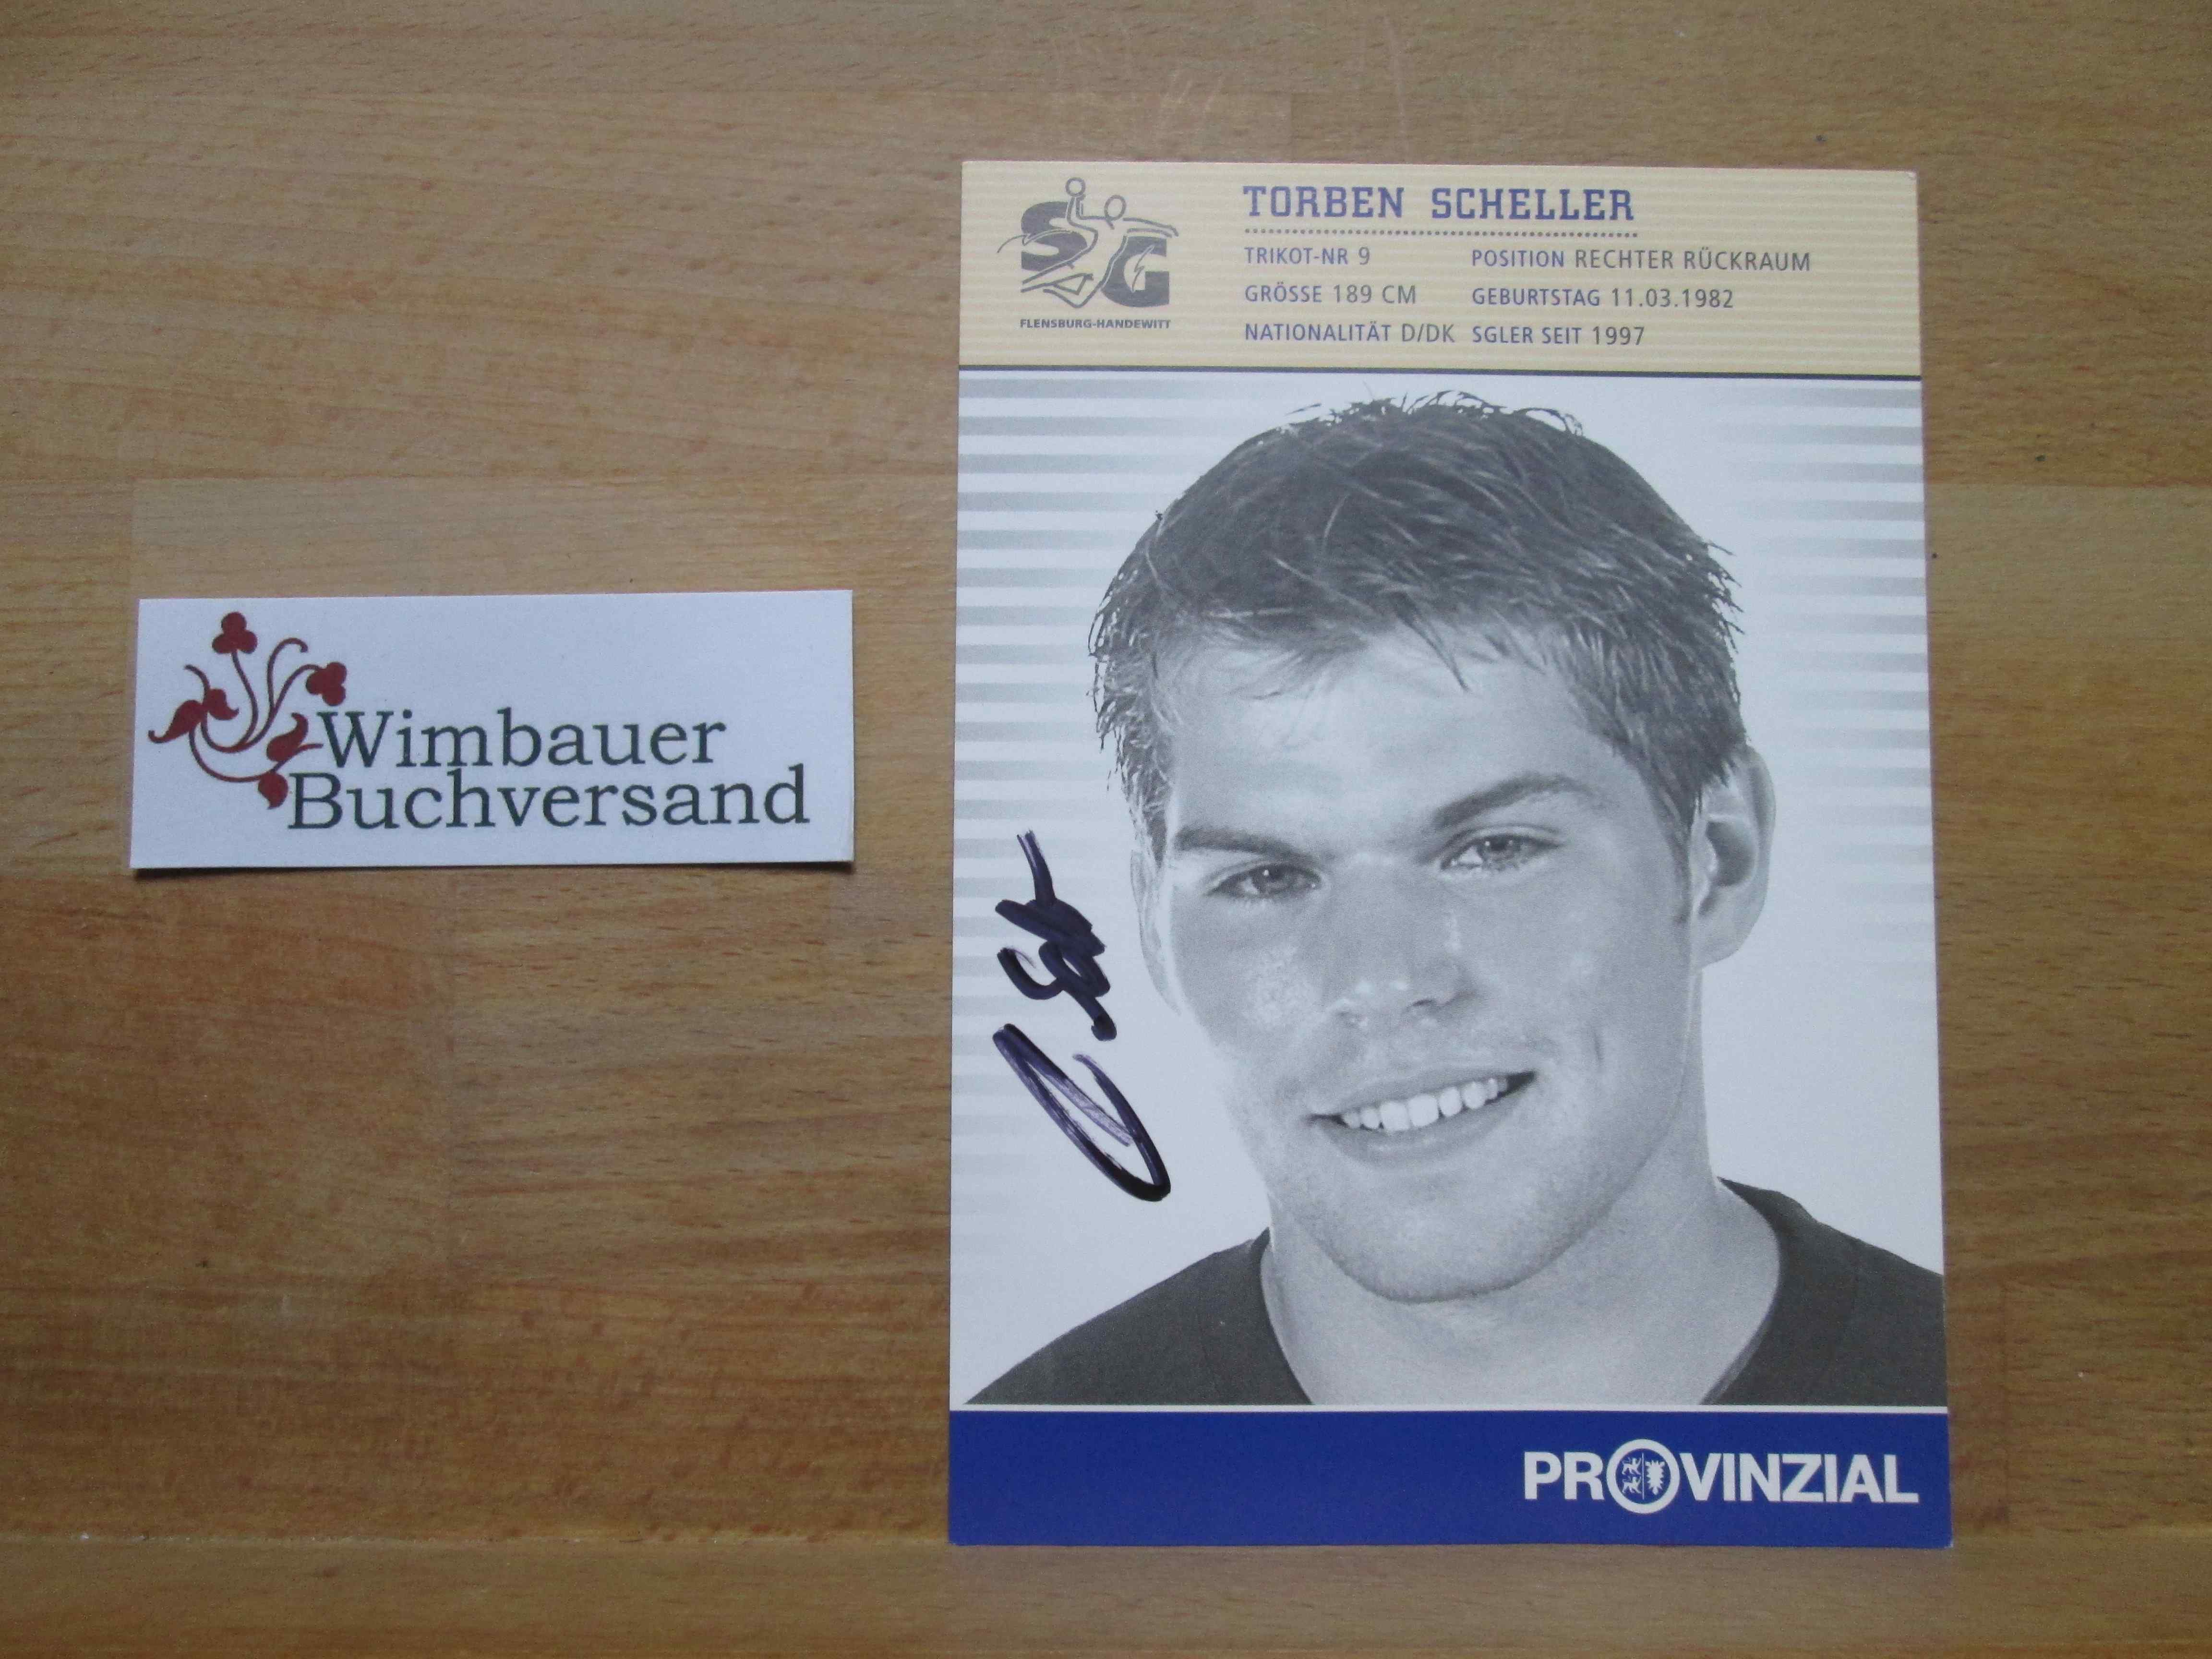 Wimbauer
Buchversand
SG
FLENSBURG-HANDEWITT
TORBEN SCHELLER
TRIKOT-NR 9 POSITION RECHTER RÜCKRAUM
GRÖSSE 189 CM GEBURTSTAG 11.03.1982
NATIONALITÄT D/DK SGLER SEIT 1997
PROVINZIAL